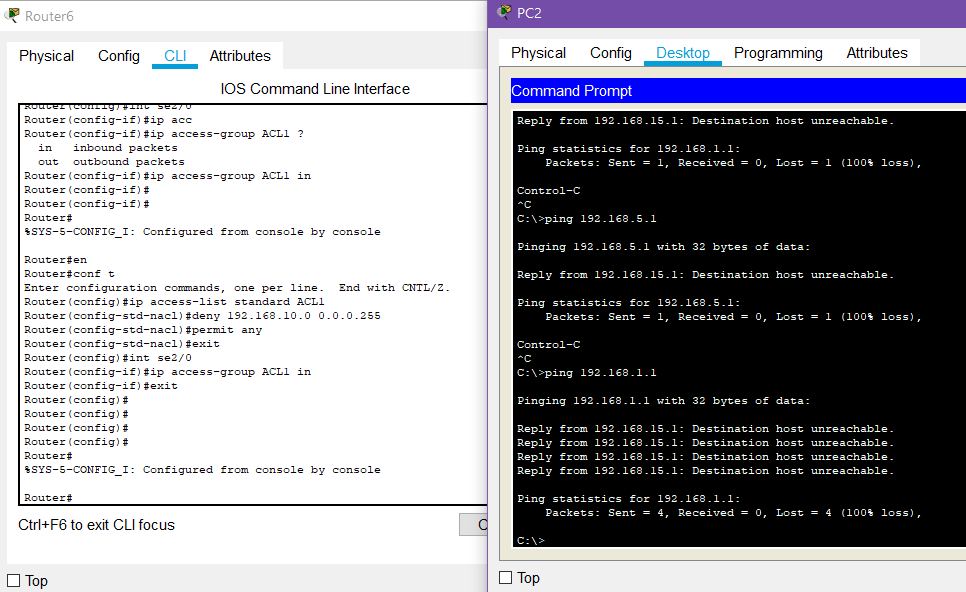 Router6
Physical Config CLI Attributes
IOS Command Line Interface
Router(config)#int se2/0
Router(config-if)#ip acc
Router(config-if)#ip access-group ACL1 ?
in inbound packets
out outbound packets
Router(config-if)#ip access-group ACL1 in
Router(config-if)#
Router(config-if)#
Router#
%SYS-5-CONFIG_I: Configured from console by console
Router#en
Router#conf t
Enter configuration commands, one per line. End with CNTL/Z.
Router(config)#ip access-list standard ACL1
Router(config-std-nacl)#deny 192.168.10.0 0.0.0.255
Router(config-std-nacl)#permit any
Router(config-std-nacl)#exit
Router(config)#int se2/0
Router(config-if)#ip access-group ACL1 in
Router(config-if)#exit
Router(config)#
Router(config)#
Router(config)#
Router(config)#
Router#
%SYS-5-CONFIG_I: Configured from console by console
Router#
Ctrl+F6 to exit CLI focus
Top
PC2
Physical Config Desktop Programming Attributes
Command Prompt
Reply from 192.168.15.1: Destination host unreachable.
Ping statistics for 192.168.1.1:
Packets: Sent = 1, Received = 0, Lost = 1 (100% loss),
Control-C
^C
C:\>ping 192.168.5.1
Pinging 192.168.5.1 with 32 bytes of data:
Reply from 192.168.15.1: Destination host unreachable.
Ping statistics for 192.168.5.1:
Packets: Sent = 1, Received = 0, Lost = 1 (100% loss),
Control-C
^C
C:\>ping 192.168.1.1
Pinging 192.168.1.1 with 32 bytes of data:
Reply from 192.168.15.1: Destination host unreachable.
Reply from 192.168.15.1: Destination host unreachable.
Reply from 192.168.15.1: Destination host unreachable.
Reply from 192.168.15.1: Destination host unreachable.
Ping statistics for 192.168.1.1:
Packets: Sent = 4, Received = 0, Lost = 4 (100% loss),
C:\>
Top